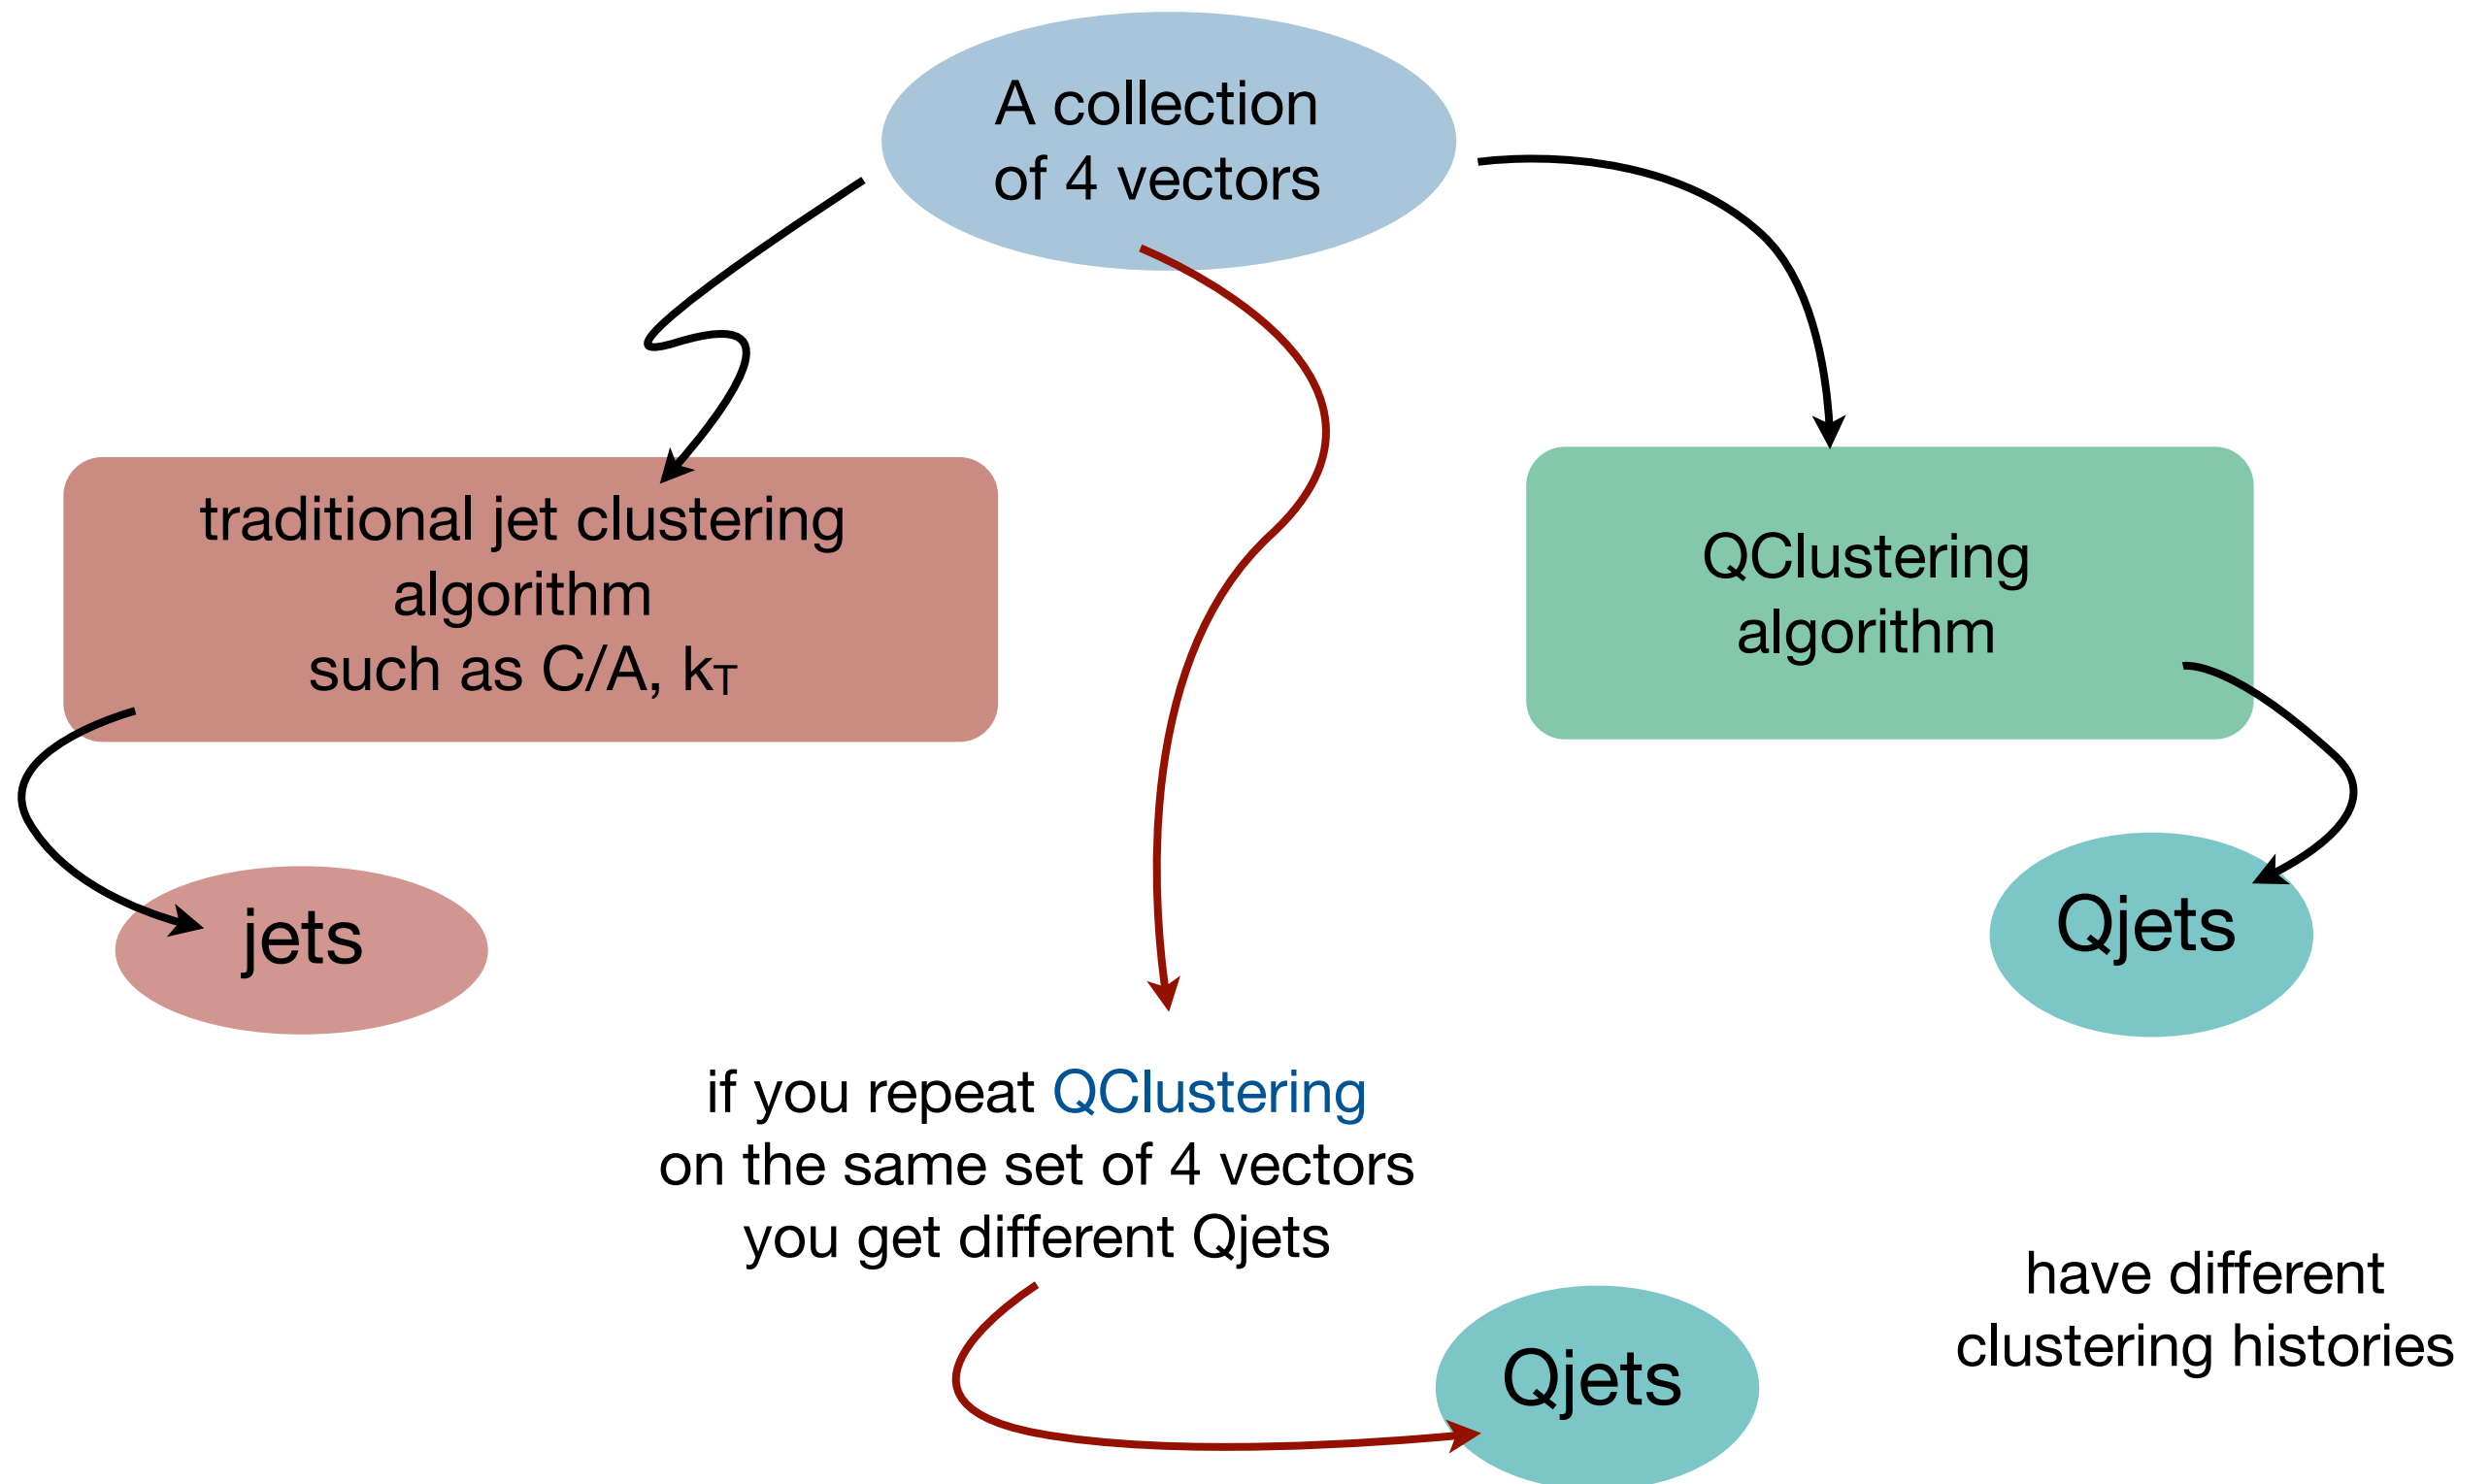 A collection
of 4 vectors
traditional jet clustering
algorithm
such as C/A, kT
QClustering
algorithm
jets
Qjets
if you repeat QClustering
on the same set of 4 vectors
you get different Qjets
Qjets
have different
clustering histories